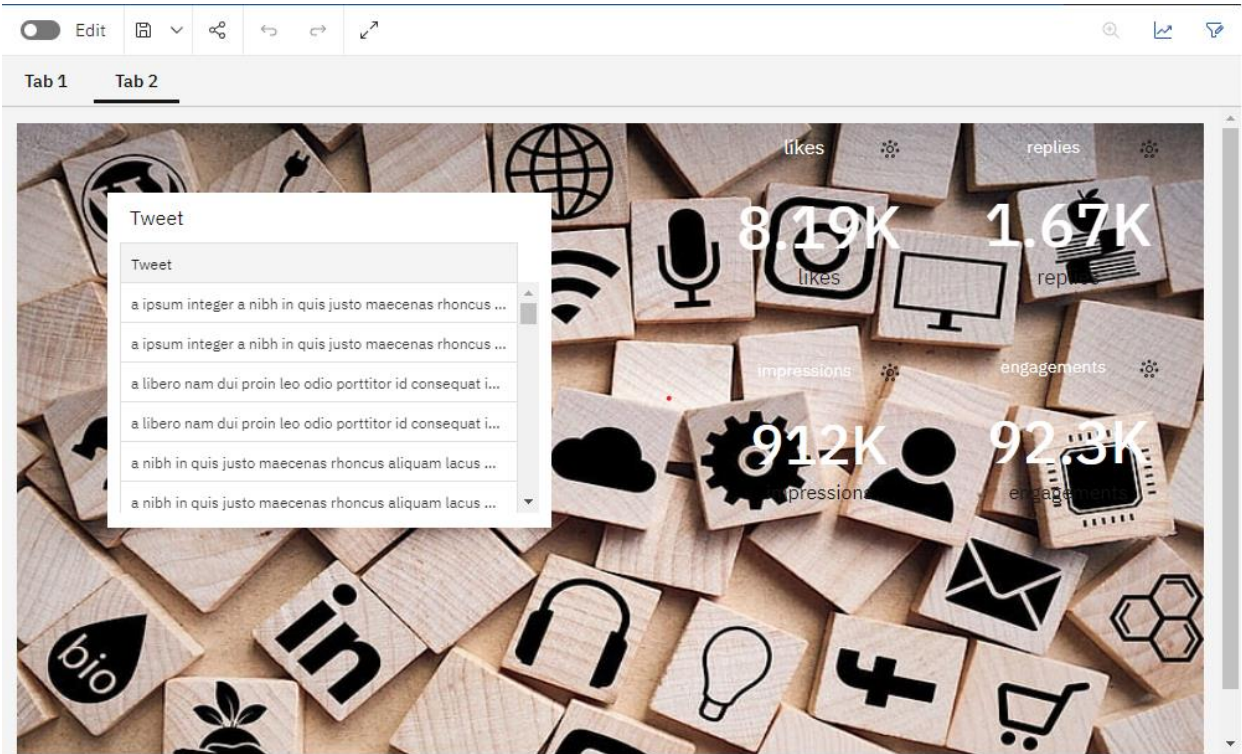 Edit
Tab 1 Tab 2
likes replies
Tweet
8.19K 1.67K
likes replies
Tweet
a ipsum integer a nibh in quis justo maecenas rhoncus ...
a ipsum integer a nibh in quis justo maecenas rhoncus ...
a libero nam dui proin leo odio porttitor id consequat i...
a libero nam dui proin leo odio porttitor id consequat i...
a nibh in quis justo maecenas rhoncus aliquam lacus ...
a nibh in quis justo maecenas rhoncus aliquam lacus ...
impressions engagements
912K 92.3K
impressions engagements
bio
in
f